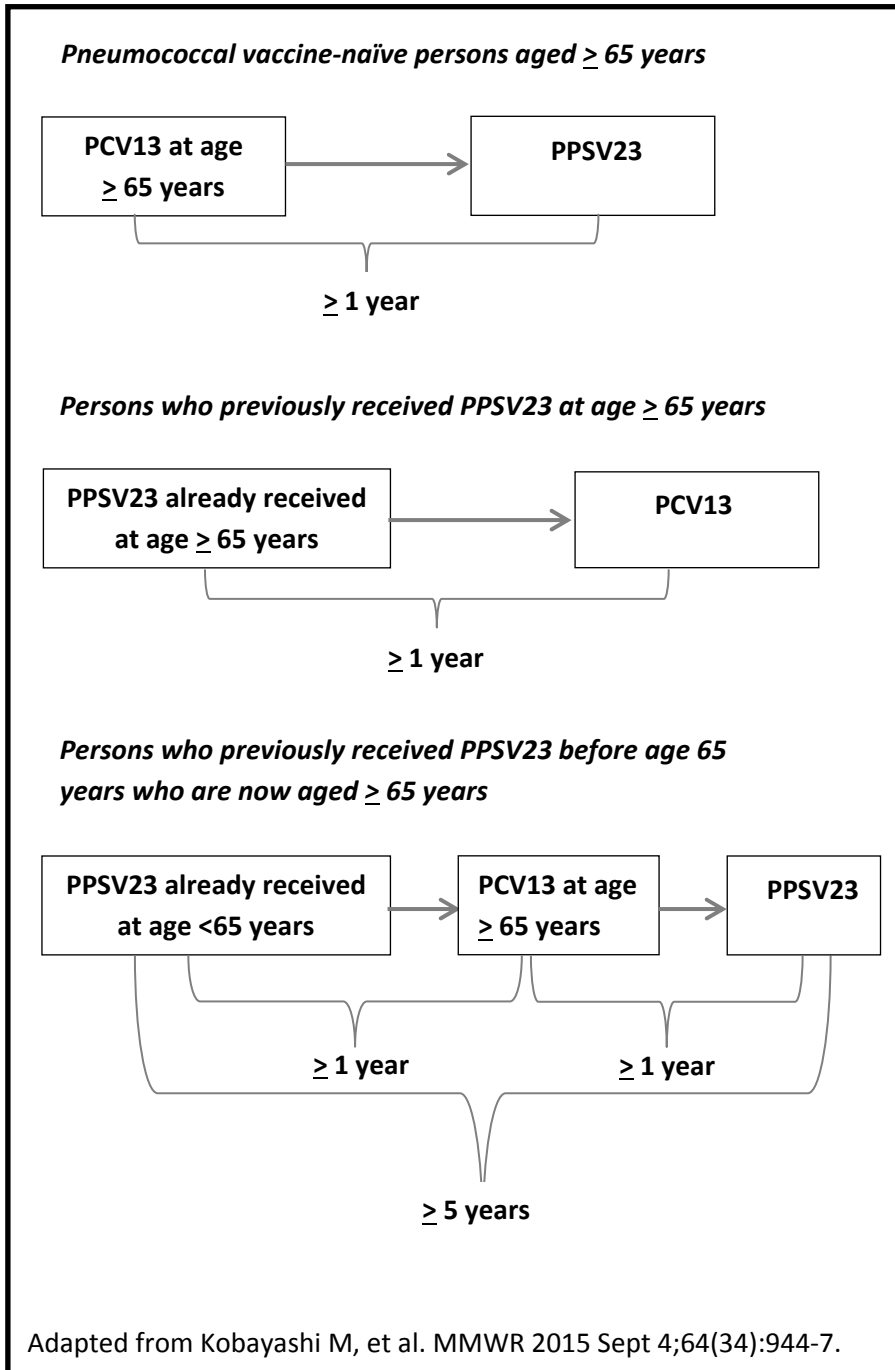 Pneumococcal vaccine-naïve persons aged ≥ 65 years
PCV13 at age
≥ 65 years
PPSV23
≥ 1 year
Persons who previously received PPSV23 at age ≥ 65 years
PPSV23 already received
at age ≥ 65 years
PCV13
≥ 1 year
Persons who previously received PPSV23 before age 65
years who are now aged ≥ 65 years
PPSV23 already received
at age <65 years
PCV13 at age
≥ 65 years
PPSV23
≥ 1 year
≥ 1 year
≥ 5 years
Adapted from Kobayashi M, et al. MMWR 2015 Sept 4;64(34):944-7.